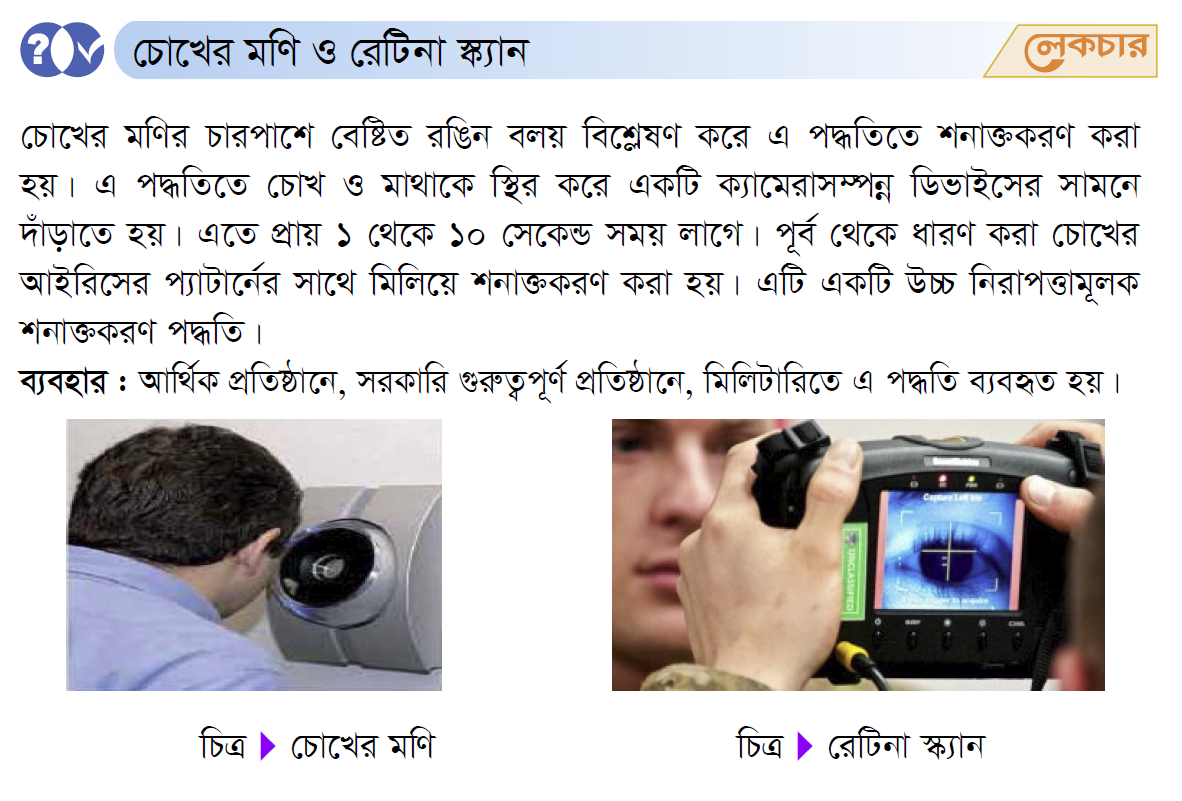 চোখের মণি ও রেটিনা স্ক্যান
লেকচার
চোখের মণির চারপাশে বেষ্টিত রঙিন বলয় বিশ্লেষণ করে এ পদ্ধতিতে শনাক্তকরণ করা
হয়। এ পদ্ধতিতে চোখ ও মাথাকে স্থির করে একটি ক্যামেরাসম্পন্ন ডিভাইসের সামনে
দাঁড়াতে হয়। এতে প্রায় ১ থেকে ১০ সেকেন্ড সময় লাগে। পূর্ব থেকে ধারণ করা চোখের
আইরিসের প্যাটার্নের সাথে মিলিয়ে শনাক্তকরণ করা হয়। এটি একটি উচ্চ নিরাপত্তামূলক
শনাক্তকরণ পদ্ধতি।
ব্যবহার : আর্থিক প্রতিষ্ঠানে, সরকারি গুরুত্বপূর্ণ প্রতিষ্ঠানে, মিলিটারিতে এ পদ্ধতি ব্যবহৃত হয়।
Capture Left Iris
UNCLASSIFIED
to acquire
চিত্র ▶ চোখের মণি
চিত্র ▶ রেটিনা স্ক্যান